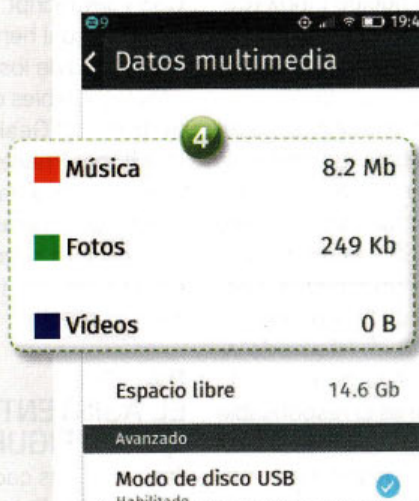 9 19:4
Datos multimedia
4
Música 8.2 Mb
Fotos 249 Kb
Vídeos 0 B
Espacio libre 14.6 Gb
Avanzado
Modo de disco USB
Habilitado